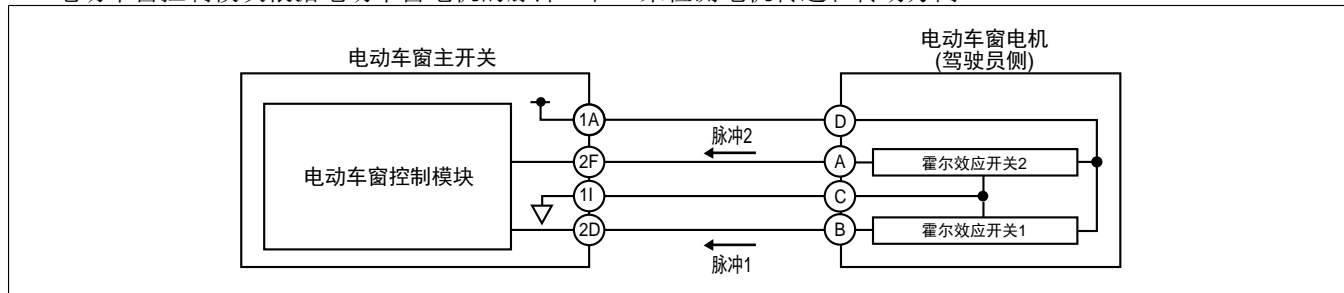 电动车窗主开关
电动车窗电机
(驾驶员侧)
1A
D
脉冲2
2F
A
霍尔效应开关2
电动车窗控制模块
1I
C
2D
B
霍尔效应开关1
脉冲1